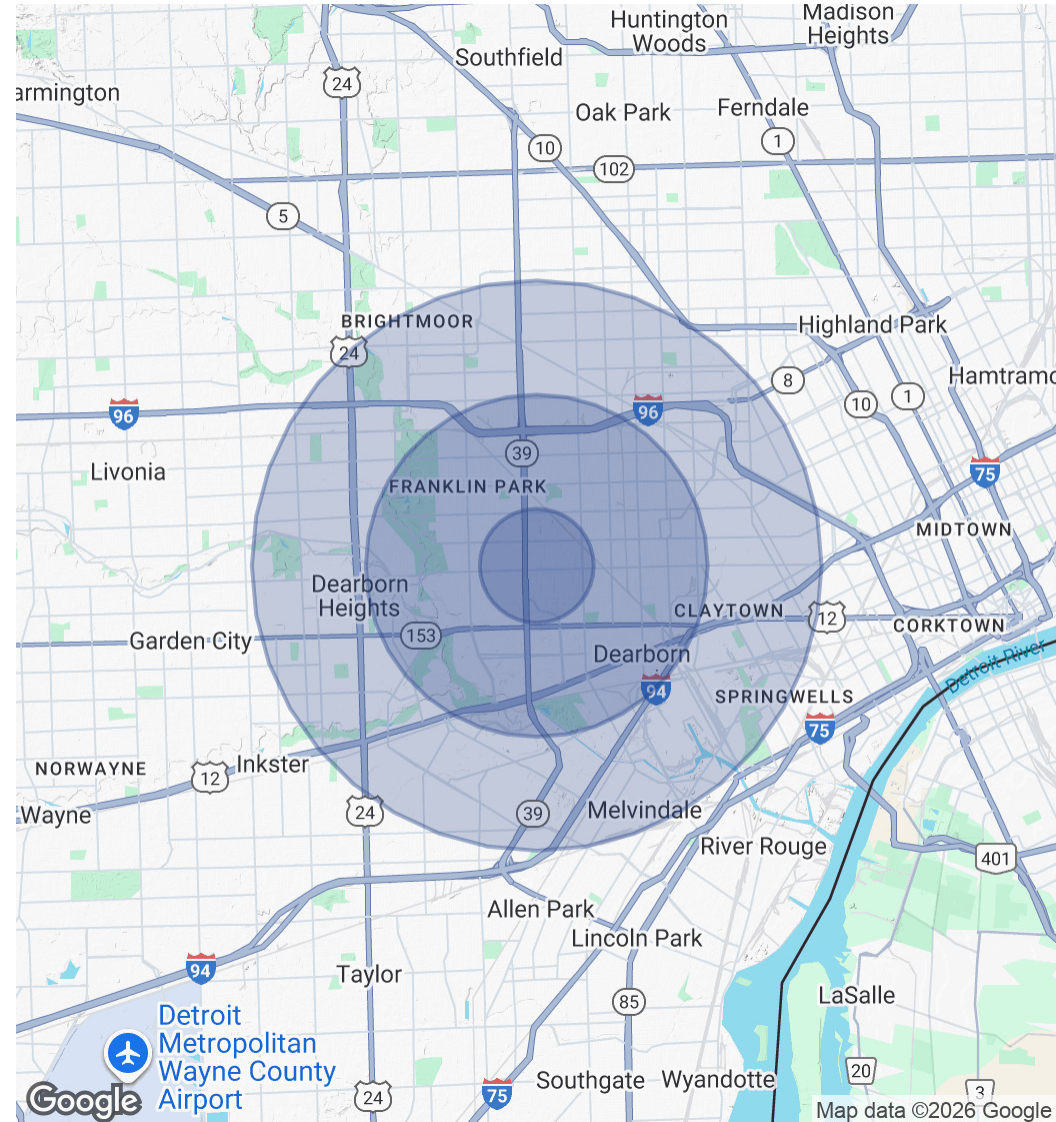 Huntington
Woods
Madison
Heights
Southfield
24
armington
Oak Park
Ferndale
1
10
102
5
BRIGHTMOOR
Highland Park
24
Hamtramc
8
96
96
10
1
39
Livonia
75
FRANKLIN PARK
MIDTOWN
Dearborn
Heights
CLAYTOWN
12
CORKTOWN
153
Garden City
Dearborn
Detroit River
94
SPRINGWELLS
75
NORWAYNE
Inkster
12
Wayne
24
39
Melvindale
River Rouge
401
Allen Park
Lincoln Park
94
Taylor
85
LaSalle
Detroit
Metropolitan
Wayne County
Airport
20
Southgate
Wyandotte
3
24
75
Google
Map data ©2026 Google